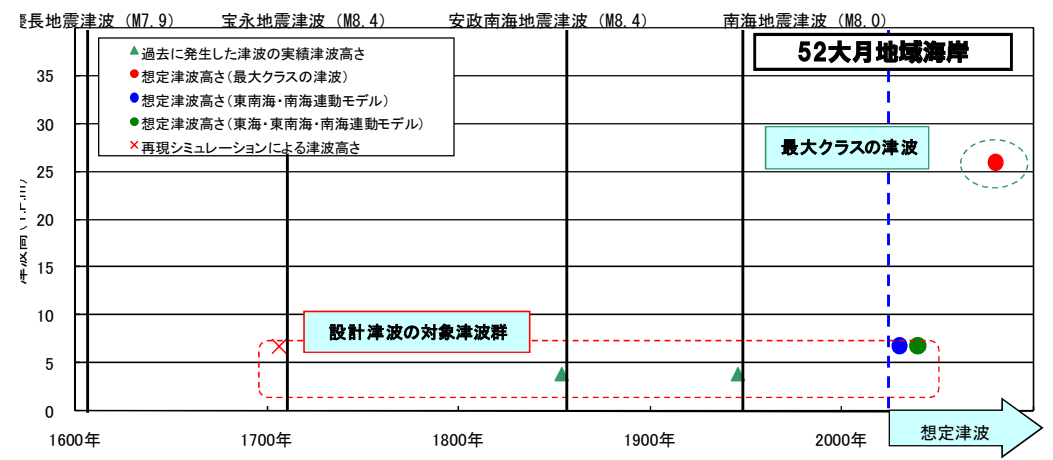 長地震津波 (M7.9) 宝永地震津波 (M8.4) 安政南海地震津波 (M8.4) 南海地震津波 (M8.0)
52大月地域海岸
▲過去に発生した津波の実績津波高さ
●想定津波高さ(最大クラスの津波)
●想定津波高さ(東南海・南海連動モデル)
●想定津波高さ(東海・東南海・南海連動モデル)
×再現シミュレーションによる津波高さ
最大クラスの津波
設計津波の対象津波群
35
30
25
20
15
10
5
0
津波高(T.P.m)
1600年 1700年 1800年 1900年 2000年
想定津波